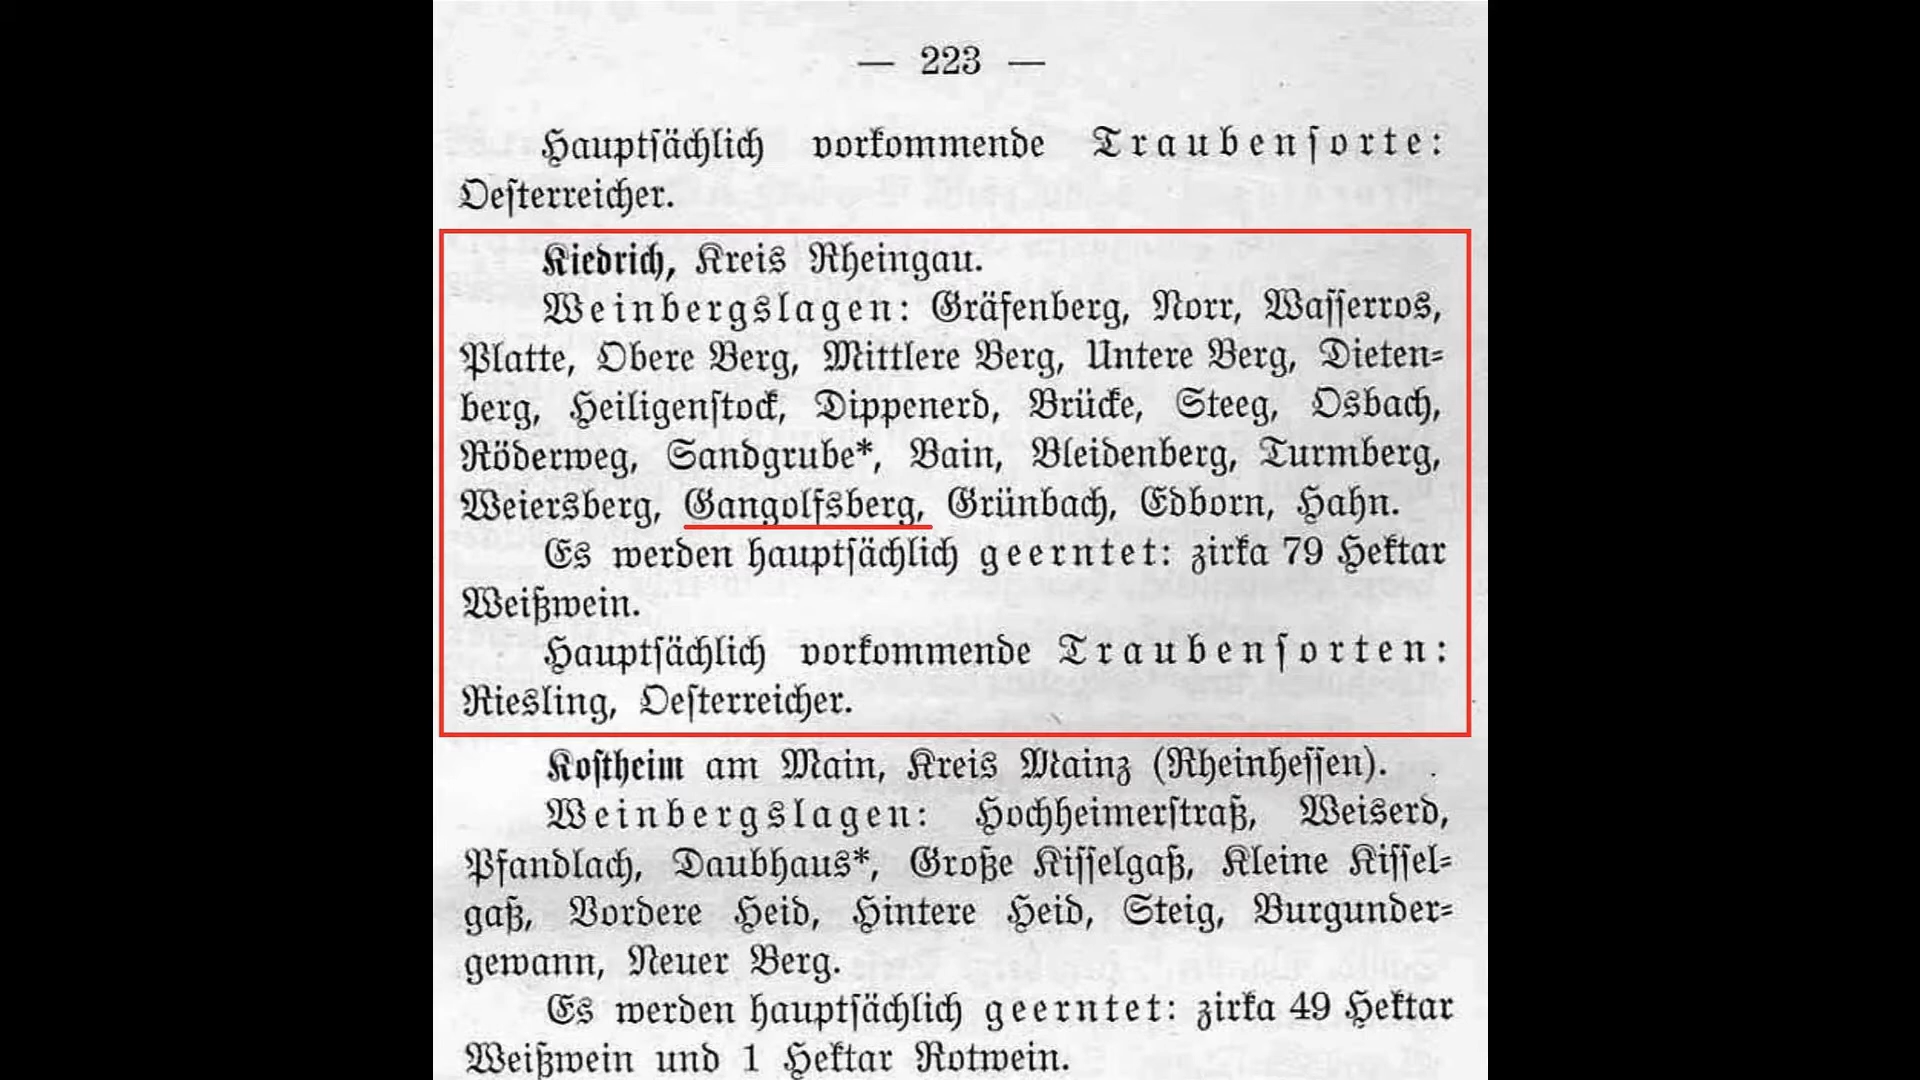 — 223 —
Hauptſächlich vorkommende Traubenſorte:
Oeſterreicher.
Kiedrich, Kreis Rheingau.
Weinbergslagen: Gräfenberg, Norr, Waſſerros,
Platte, Obere Berg, Mittlere Berg, Untere Berg, Dieten⸗
berg, Heiligenſtock, Dippenerd, Brücke, Steeg, Osbach,
Röderweg, Sandgrube*, Bain, Bleidenberg, Turmberg,
Weiersberg, Gangolfsberg, Grünbach, Edborn, Hahn.
Es werden hauptſächlich geerntet: zirka 79 Hektar
Weißwein.
Hauptſächlich vorkommende Traubenſorten:
Riesling, Oeſterreicher.
Koſtheim am Main, Kreis Mainz (Rheinheſſen).
Weinbergslagen: Hochheimerſtraß, Weiserd,
Pfandlach, Daubhaus*, Große Kiſſelgaß, Kleine Kiſſel⸗
gaß, Vordere Heid, Hintere Heid, Steig, Burgunder⸗
gewann, Neuer Berg.
Es werden hauptſächlich geerntet: zirka 49 Hektar
Weißwein und 1 Hektar Rotwein.